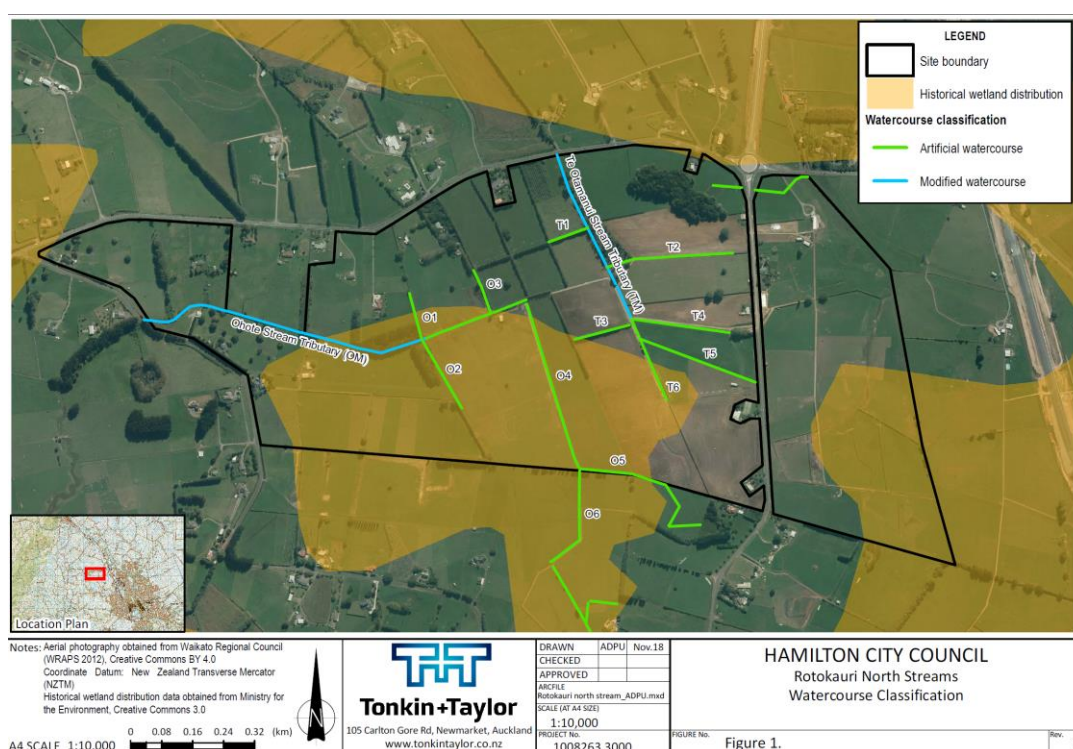 LEGEND
Site boundary
Historical wetland distribution
Watercourse classification
Artificial watercourse
Modified watercourse
To Otamanui Stream Tributary (TM)
T1
T2
O3
O1
T3
T4
Ohote Stream Tributary (OM)
T5
O2
O4
T6
O5
O6
Location Plan
Notes: Aerial photography obtained from Waikato Regional Council
(WRAPS 2012), Creative Commons BY 4.0
Coordinate Datum: New Zealand Transverse Mercator
(NZTM)
Historical wetland distribution data obtained from Ministry for
the Environment, Creative Commons 3.0
A4 SCALE 1:10,000
0 0.08 0.16 0.24 0.32 (km)
N
T+T
Tonkin+Taylor
105 Carlton Gore Rd, Newmarket, Auckland
www.tonkintaylor.co.nz
DRAWN ADPU Nov.18
CHECKED
APPROVED
ARCFILE
Rotokauri north stream_ADPU.mxd
SCALE (AT A4 SIZE)
1:10,000
PROJECT No.
1008263.3000
HAMILTON CITY COUNCIL
Rotokauri North Streams
Watercourse Classification
FIGURE No.
Figure 1.
Rev.